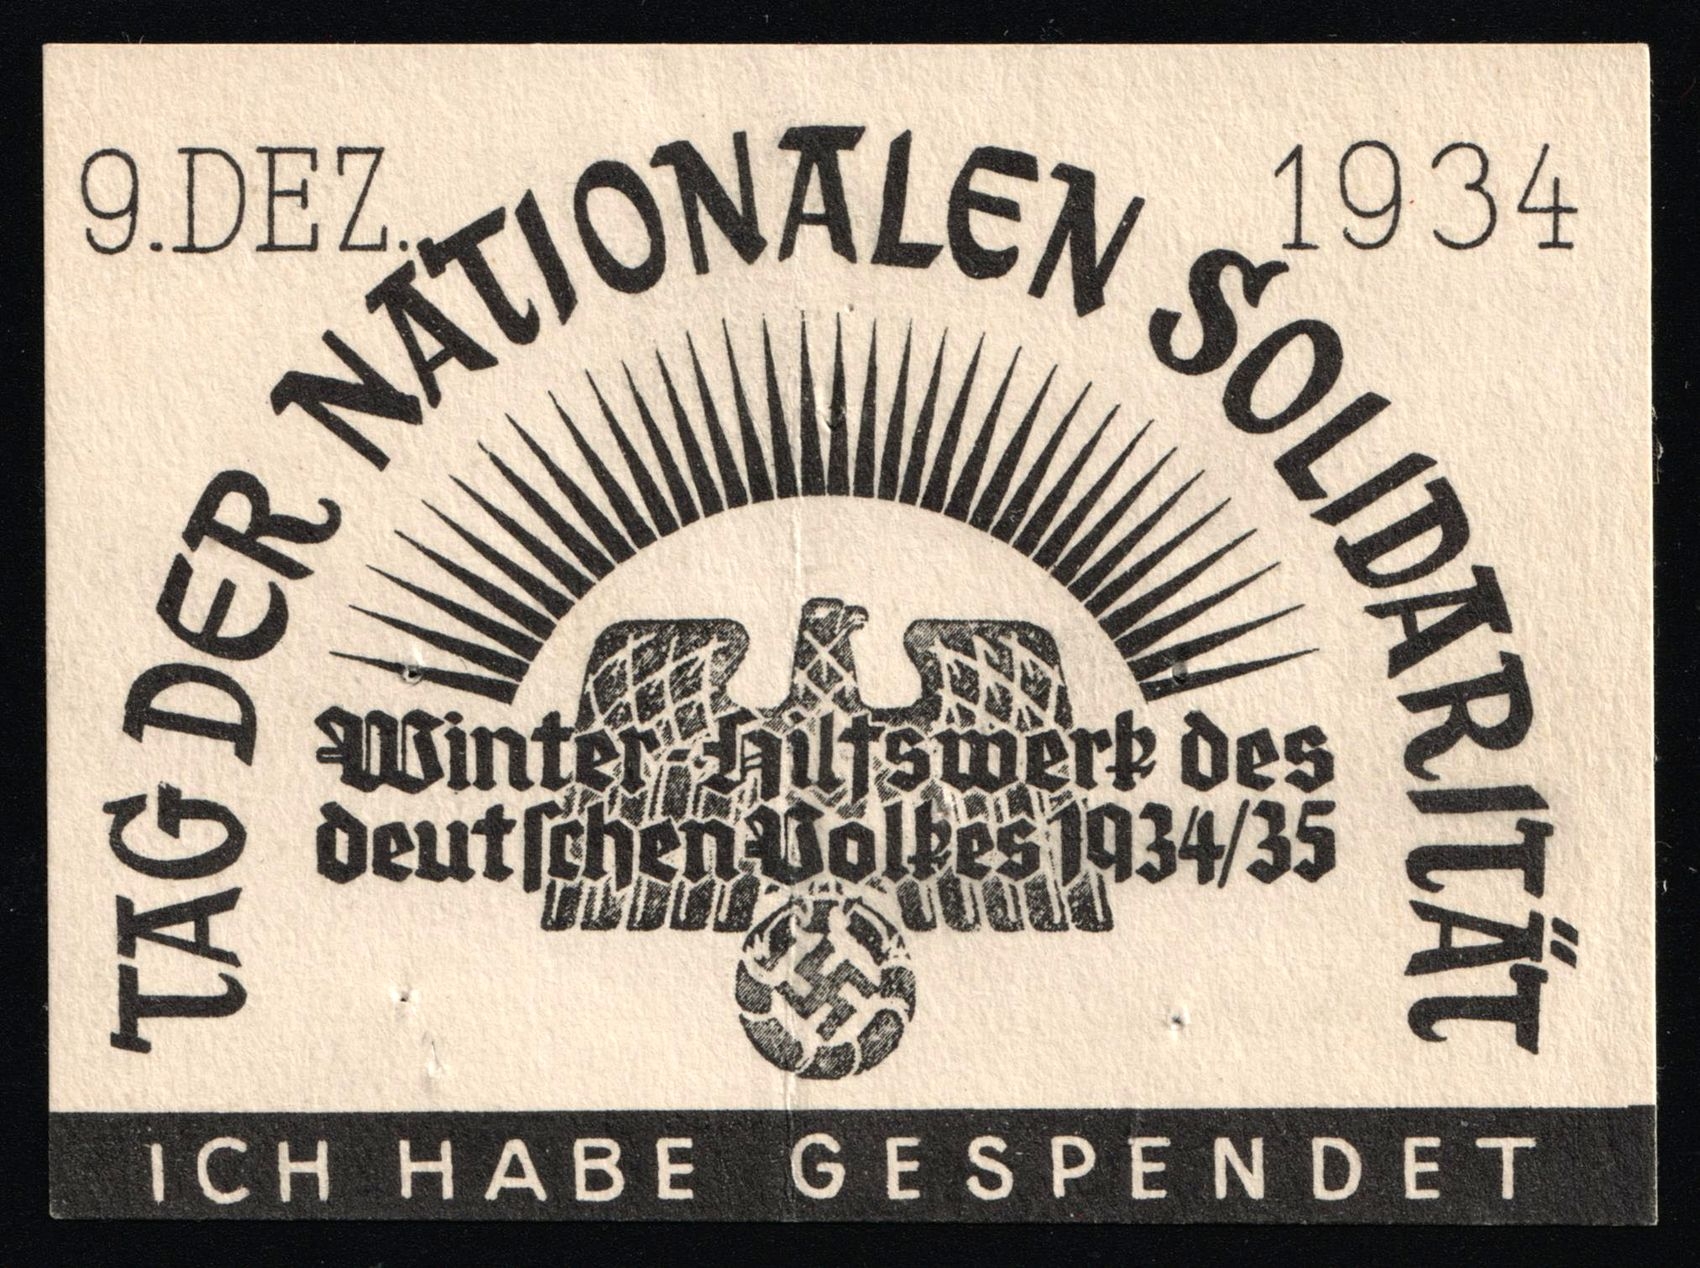 9. DEZ. 1934
TAG DER NATIONALEN SOLIDARITÄT
Winter-Hilfswerk des
deutschen Volkes 1934/35
ICH HABE GESPENDET